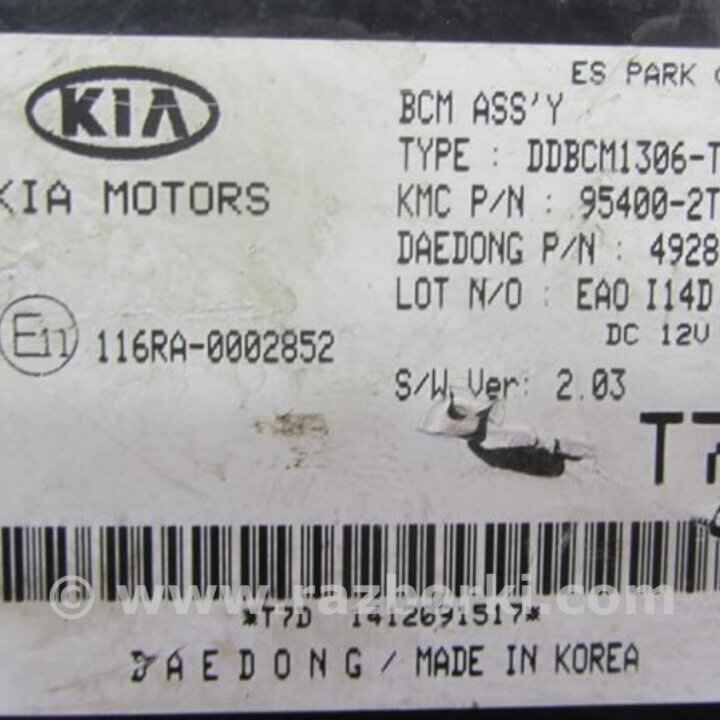 ES PARK
KIA
BCM ASS'Y
TYPE : DDBCM1306-T
KIA MOTORS
KMC P/N : 95400-2T
DAEDONG P/N : 4928
LOT N/O : EAO I14D
E11 116RA-0002852
DC 12V
S/W Ver: 2.03
T7
© www.razborki.com
*T7D 1412691517*
DAEDONG / MADE IN KOREA